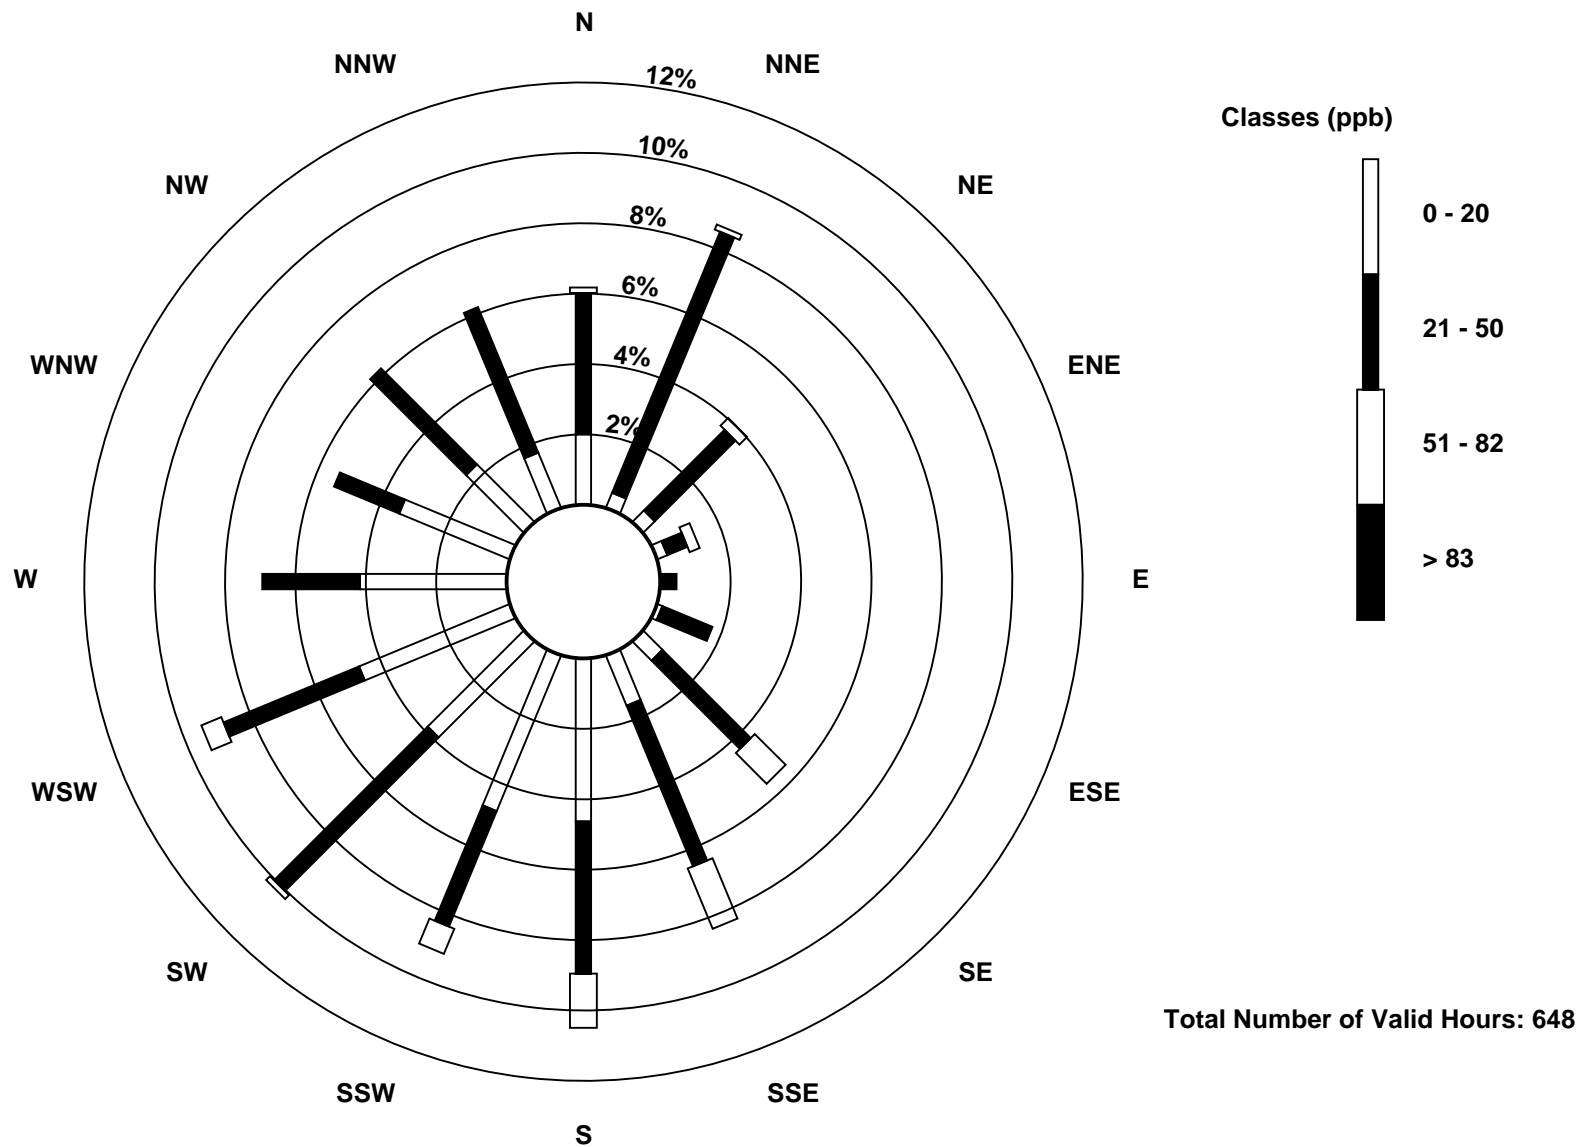 N
NNW
NNE
12%
Classes (ppb)
10%
NW
NE
8%
0 - 20
6%
21 - 50
4%
WNW
ENE
2%
51 - 82
> 83
W
E
WSW
ESE
SW
SE
Total Number of Valid Hours: 648
SSW
SSE
S